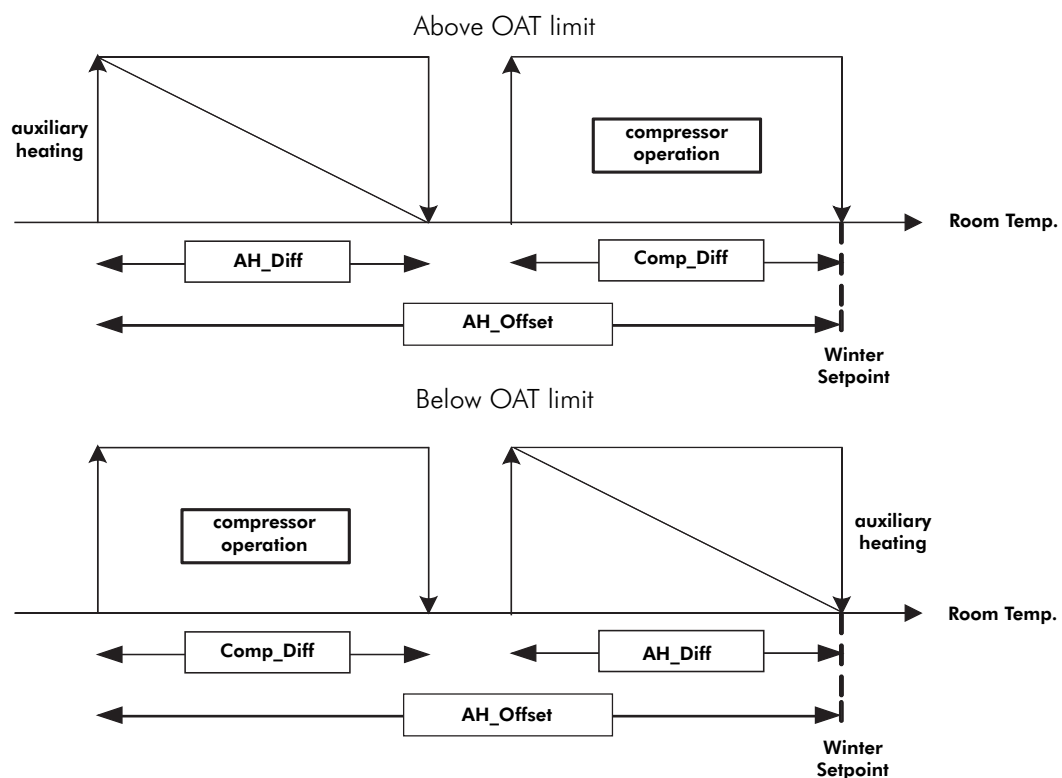 Above OAT limit
auxiliary
heating
compressor
operation
Room Temp.
AH_Diff
Comp_Diff
AH_Offset
Winter
Setpoint
Below OAT limit
compressor
operation
auxiliary
heating
Room Temp.
Comp_Diff
AH_Diff
AH_Offset
Winter
Setpoint